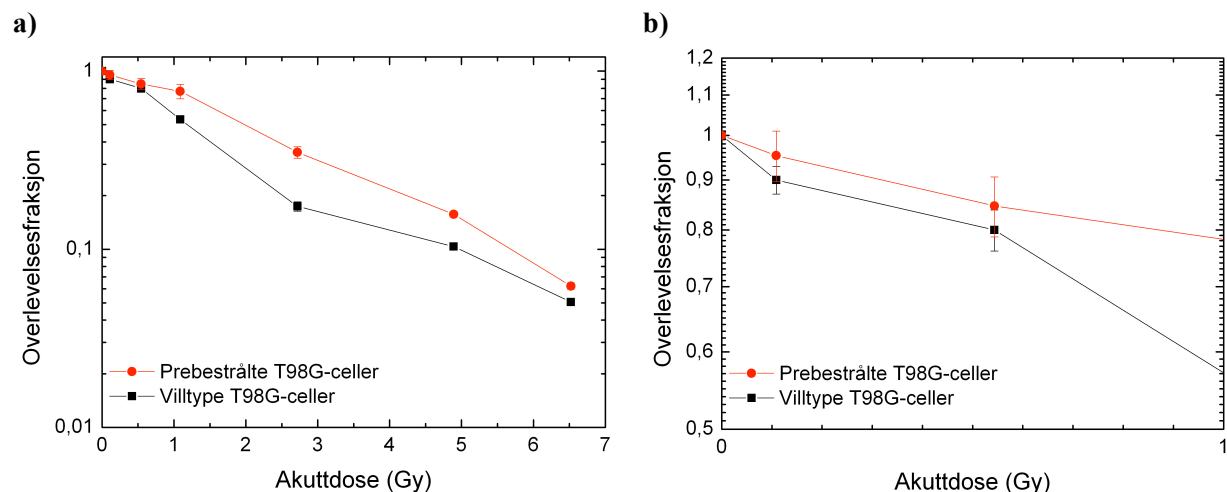 a)
1
0,1
0,01
Overlevelsesfraksjon
Prebestrålte T98G-celler
Villtype T98G-celler
0 1 2 3 4 5 6 7
Akuttdose (Gy)
b)
1,2
1,1
1
0,9
0,8
0,7
0,6
0,5
Overlevelsesfraksjon
Prebestrålte T98G-celler
Villtype T98G-celler
0 1
Akuttdose (Gy)